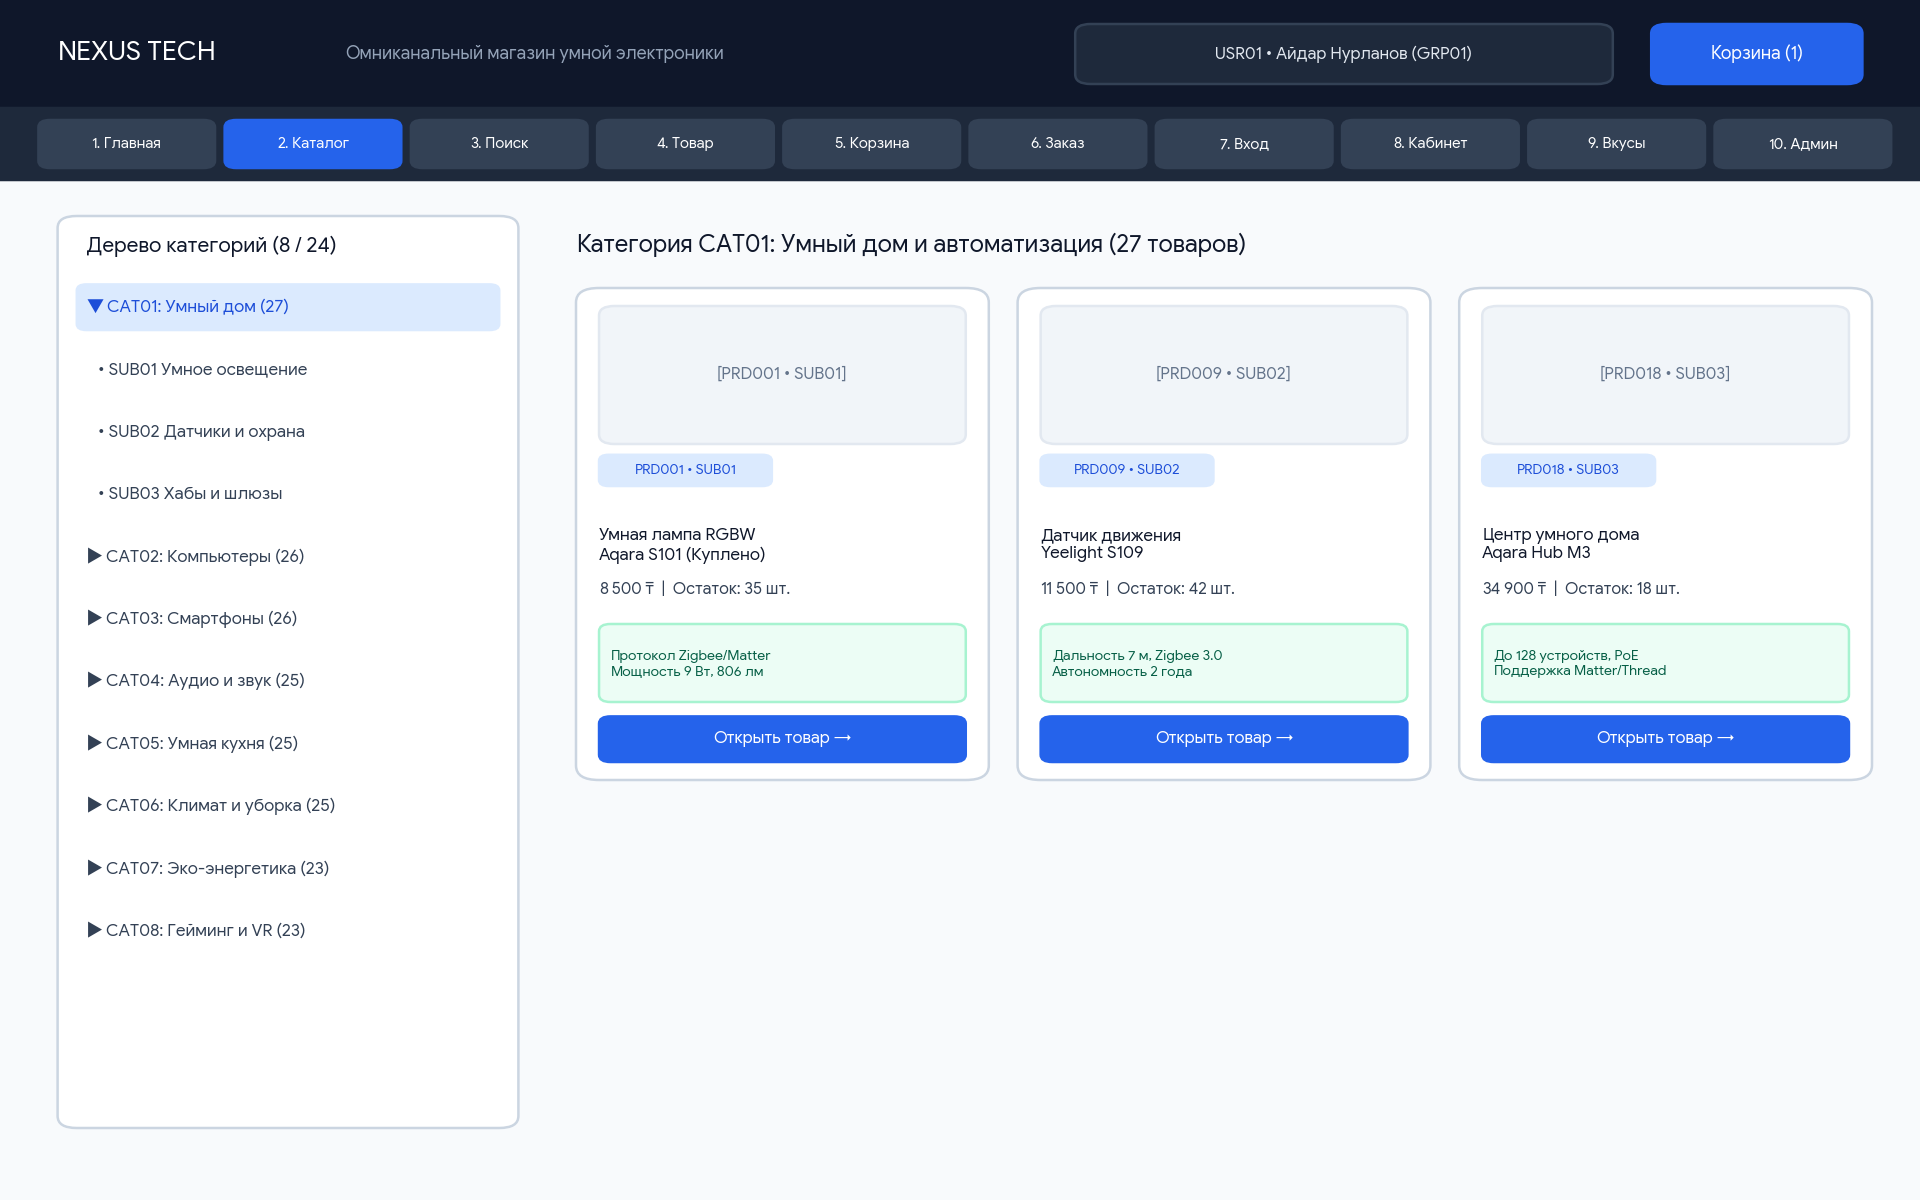 NEXUS TECH
Омниканальный магазин умной электроники
USR01 • Айдар Нурланов (GRP01)
Корзина (1)
1. Главная
2. Каталог
3. Поиск
4. Товар
5. Корзина
6. Заказ
7. Вход
8. Кабинет
9. Вкусы
10. Админ
Дерево категорий (8 / 24)
▼ CAT01: Умный дом (27)
• SUB01 Умное освещение
• SUB02 Датчики и охрана
• SUB03 Хабы и шлюзы
▶ CAT02: Компьютеры (26)
▶ CAT03: Смартфоны (26)
▶ CAT04: Аудио и звук (25)
▶ CAT05: Умная кухня (25)
▶ CAT06: Климат и уборка (25)
▶ CAT07: Эко-энергетика (23)
▶ CAT08: Гейминг и VR (23)
Категория CAT01: Умный дом и автоматизация (27 товаров)
[PRD001 • SUB01]
PRD001 • SUB01
Умная лампа RGBW
Aqara S101 (Куплено)
8 500 ₸ | Остаток: 35 шт.
Протокол Zigbee/Matter
Мощность 9 Вт, 806 лм
Открыть товар →
[PRD009 • SUB02]
PRD009 • SUB02
Датчик движения
Yeelight S109
11 500 ₸ | Остаток: 42 шт.
Дальность 7 м, Zigbee 3.0
Автономность 2 года
Открыть товар →
[PRD018 • SUB03]
PRD018 • SUB03
Центр умного дома
Aqara Hub M3
34 900 ₸ | Остаток: 18 шт.
До 128 устройств, PoE
Поддержка Matter/Thread
Открыть товар →